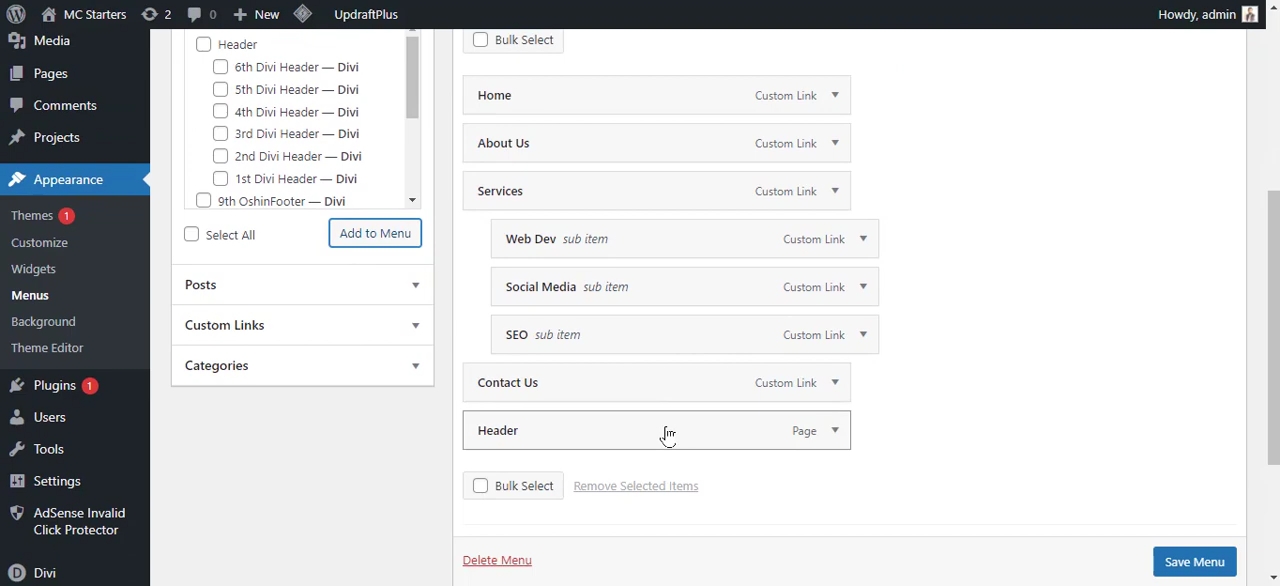 MC Starters 2 0 New UpdraftPlus Howdy, admin
Media
Pages
Comments
Projects
Appearance
Themes 1
Customize
Widgets
Menus
Background
Theme Editor
Plugins 1
Users
Tools
Settings
AdSense Invalid
Click Protector
Divi
Header
6th Divi Header — Divi
5th Divi Header — Divi
4th Divi Header — Divi
3rd Divi Header — Divi
2nd Divi Header — Divi
1st Divi Header — Divi
9th OshinFooter — Divi
Select All Add to Menu
Posts
Custom Links
Categories
Bulk Select
Home Custom Link
About Us Custom Link
Services Custom Link
Web Dev sub item Custom Link
Social Media sub item Custom Link
SEO sub item Custom Link
Contact Us Custom Link
Header Page
Bulk Select Remove Selected Items
Delete Menu Save Menu